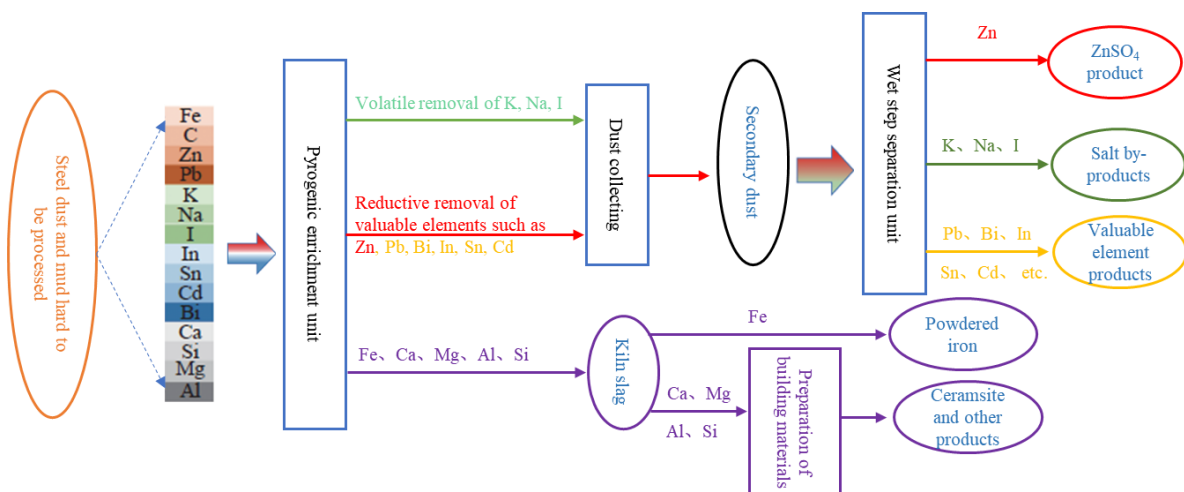 Steel dust and mud hard to
be processed
Fe
C
Zn
Pb
K
Na
I
In
Sn
Cd
Bi
Ca
Si
Mg
Al
Pyrogenic enrichment unit
Volatile removal of K, Na, I
Reductive removal of
valuable elements such as
Zn, Pb, Bi, In, Sn, Cd
Fe、Ca、Mg、Al、Si
Dust collecting
Secondary dust
Wet step separation unit
Zn
ZnSO₄
product
K、Na、I
Salt by-
products
Pb、Bi、In
Sn、Cd、 etc.
Valuable
element
products
Kiln slag
Fe
Powdered
iron
Ca、Mg
Al、Si
Preparation of
building materials
Ceramsite
and other
products